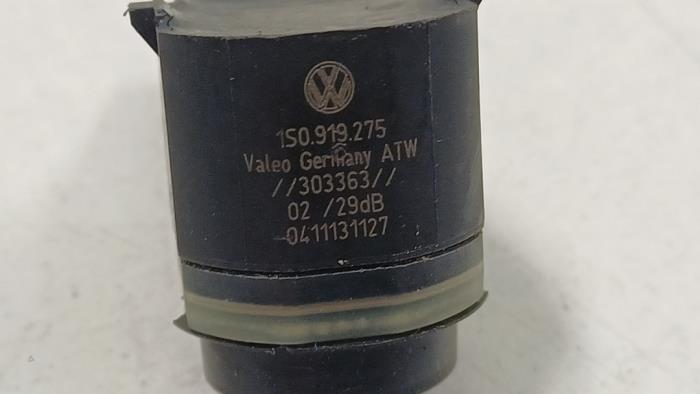 1S0.919.275
Valeo Germany ATW
//303363//
02 /29dB
0411131127